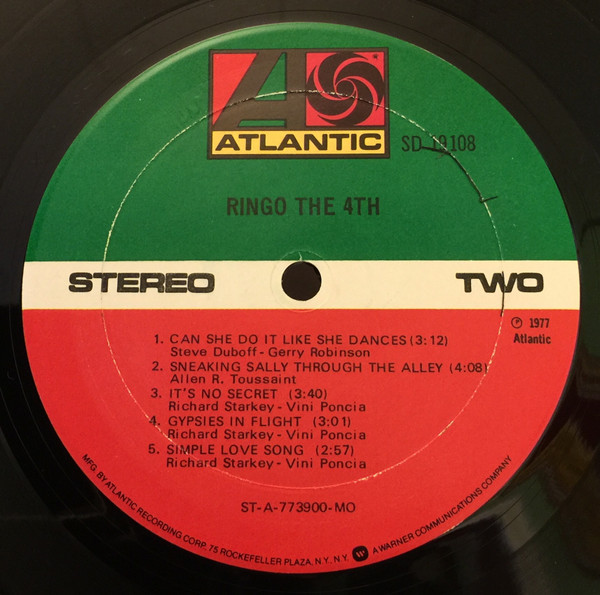 ATLANTIC
SD 19108
RINGO THE 4TH
STEREO
TWO
℗ 1977
Atlantic
1. CAN SHE DO IT LIKE SHE DANCES (3:12)
Steve Duboff - Gerry Robinson
2. SNEAKING SALLY THROUGH THE ALLEY (4:08)
Allen R. Toussaint
3. IT'S NO SECRET (3:40)
Richard Starkey - Vini Poncia
4. GYPSIES IN FLIGHT (3:01)
Richard Starkey - Vini Poncia
5. SIMPLE LOVE SONG (2:57)
Richard Starkey - Vini Poncia
ST-A-773900-MO
MFG. BY ATLANTIC RECORDING CORP. 75 ROCKEFELLER PLAZA, N.Y. N.Y. A WARNER COMMUNICATIONS COMPANY